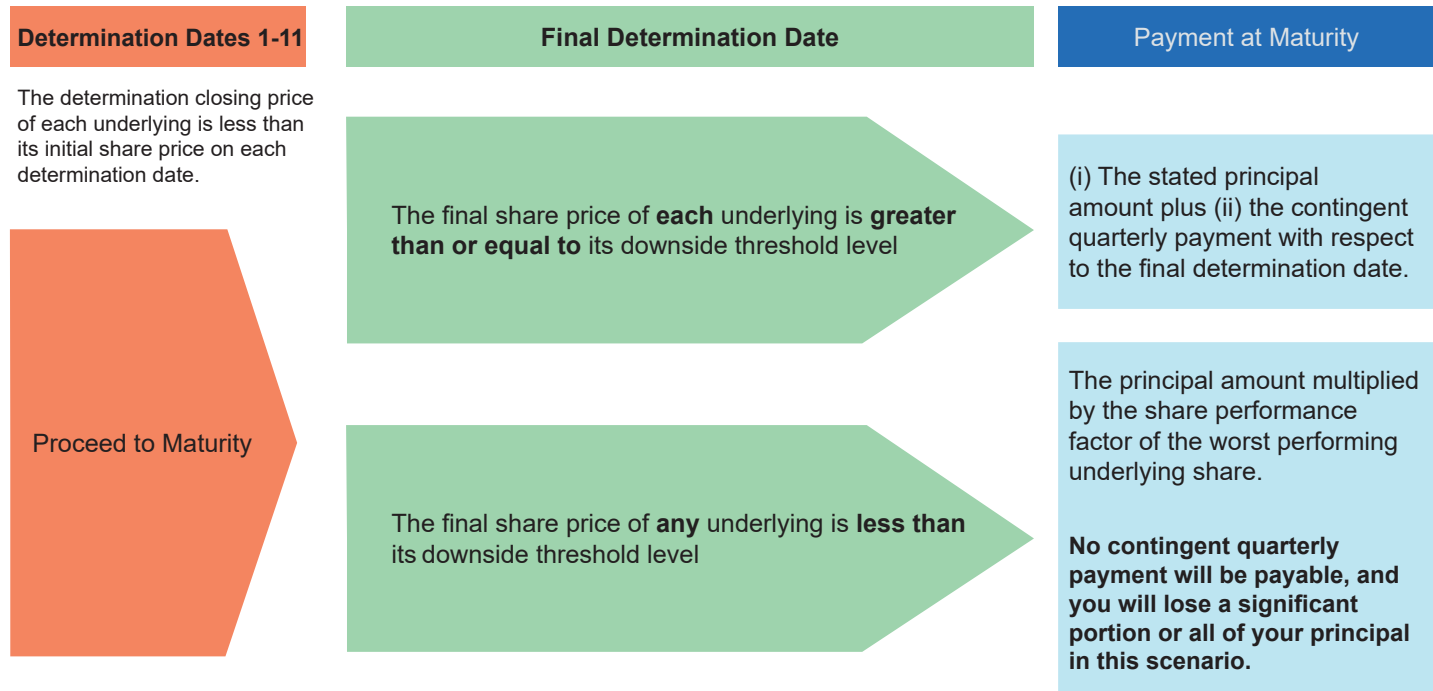 Determination Dates 1-11
The determination closing price
of each underlying is less than
its initial share price on each
determination date.
Proceed to Maturity
Final Determination Date
The final share price of each underlying is greater
than or equal to its downside threshold level
The final share price of any underlying is less than
its downside threshold level
Payment at Maturity
(i) The stated principal
amount plus (ii) the contingent
quarterly payment with respect
to the final determination date.
The principal amount multiplied
by the share performance
factor of the worst performing
underlying share.
No contingent quarterly
payment will be payable, and
you will lose a significant
portion or all of your principal
in this scenario.